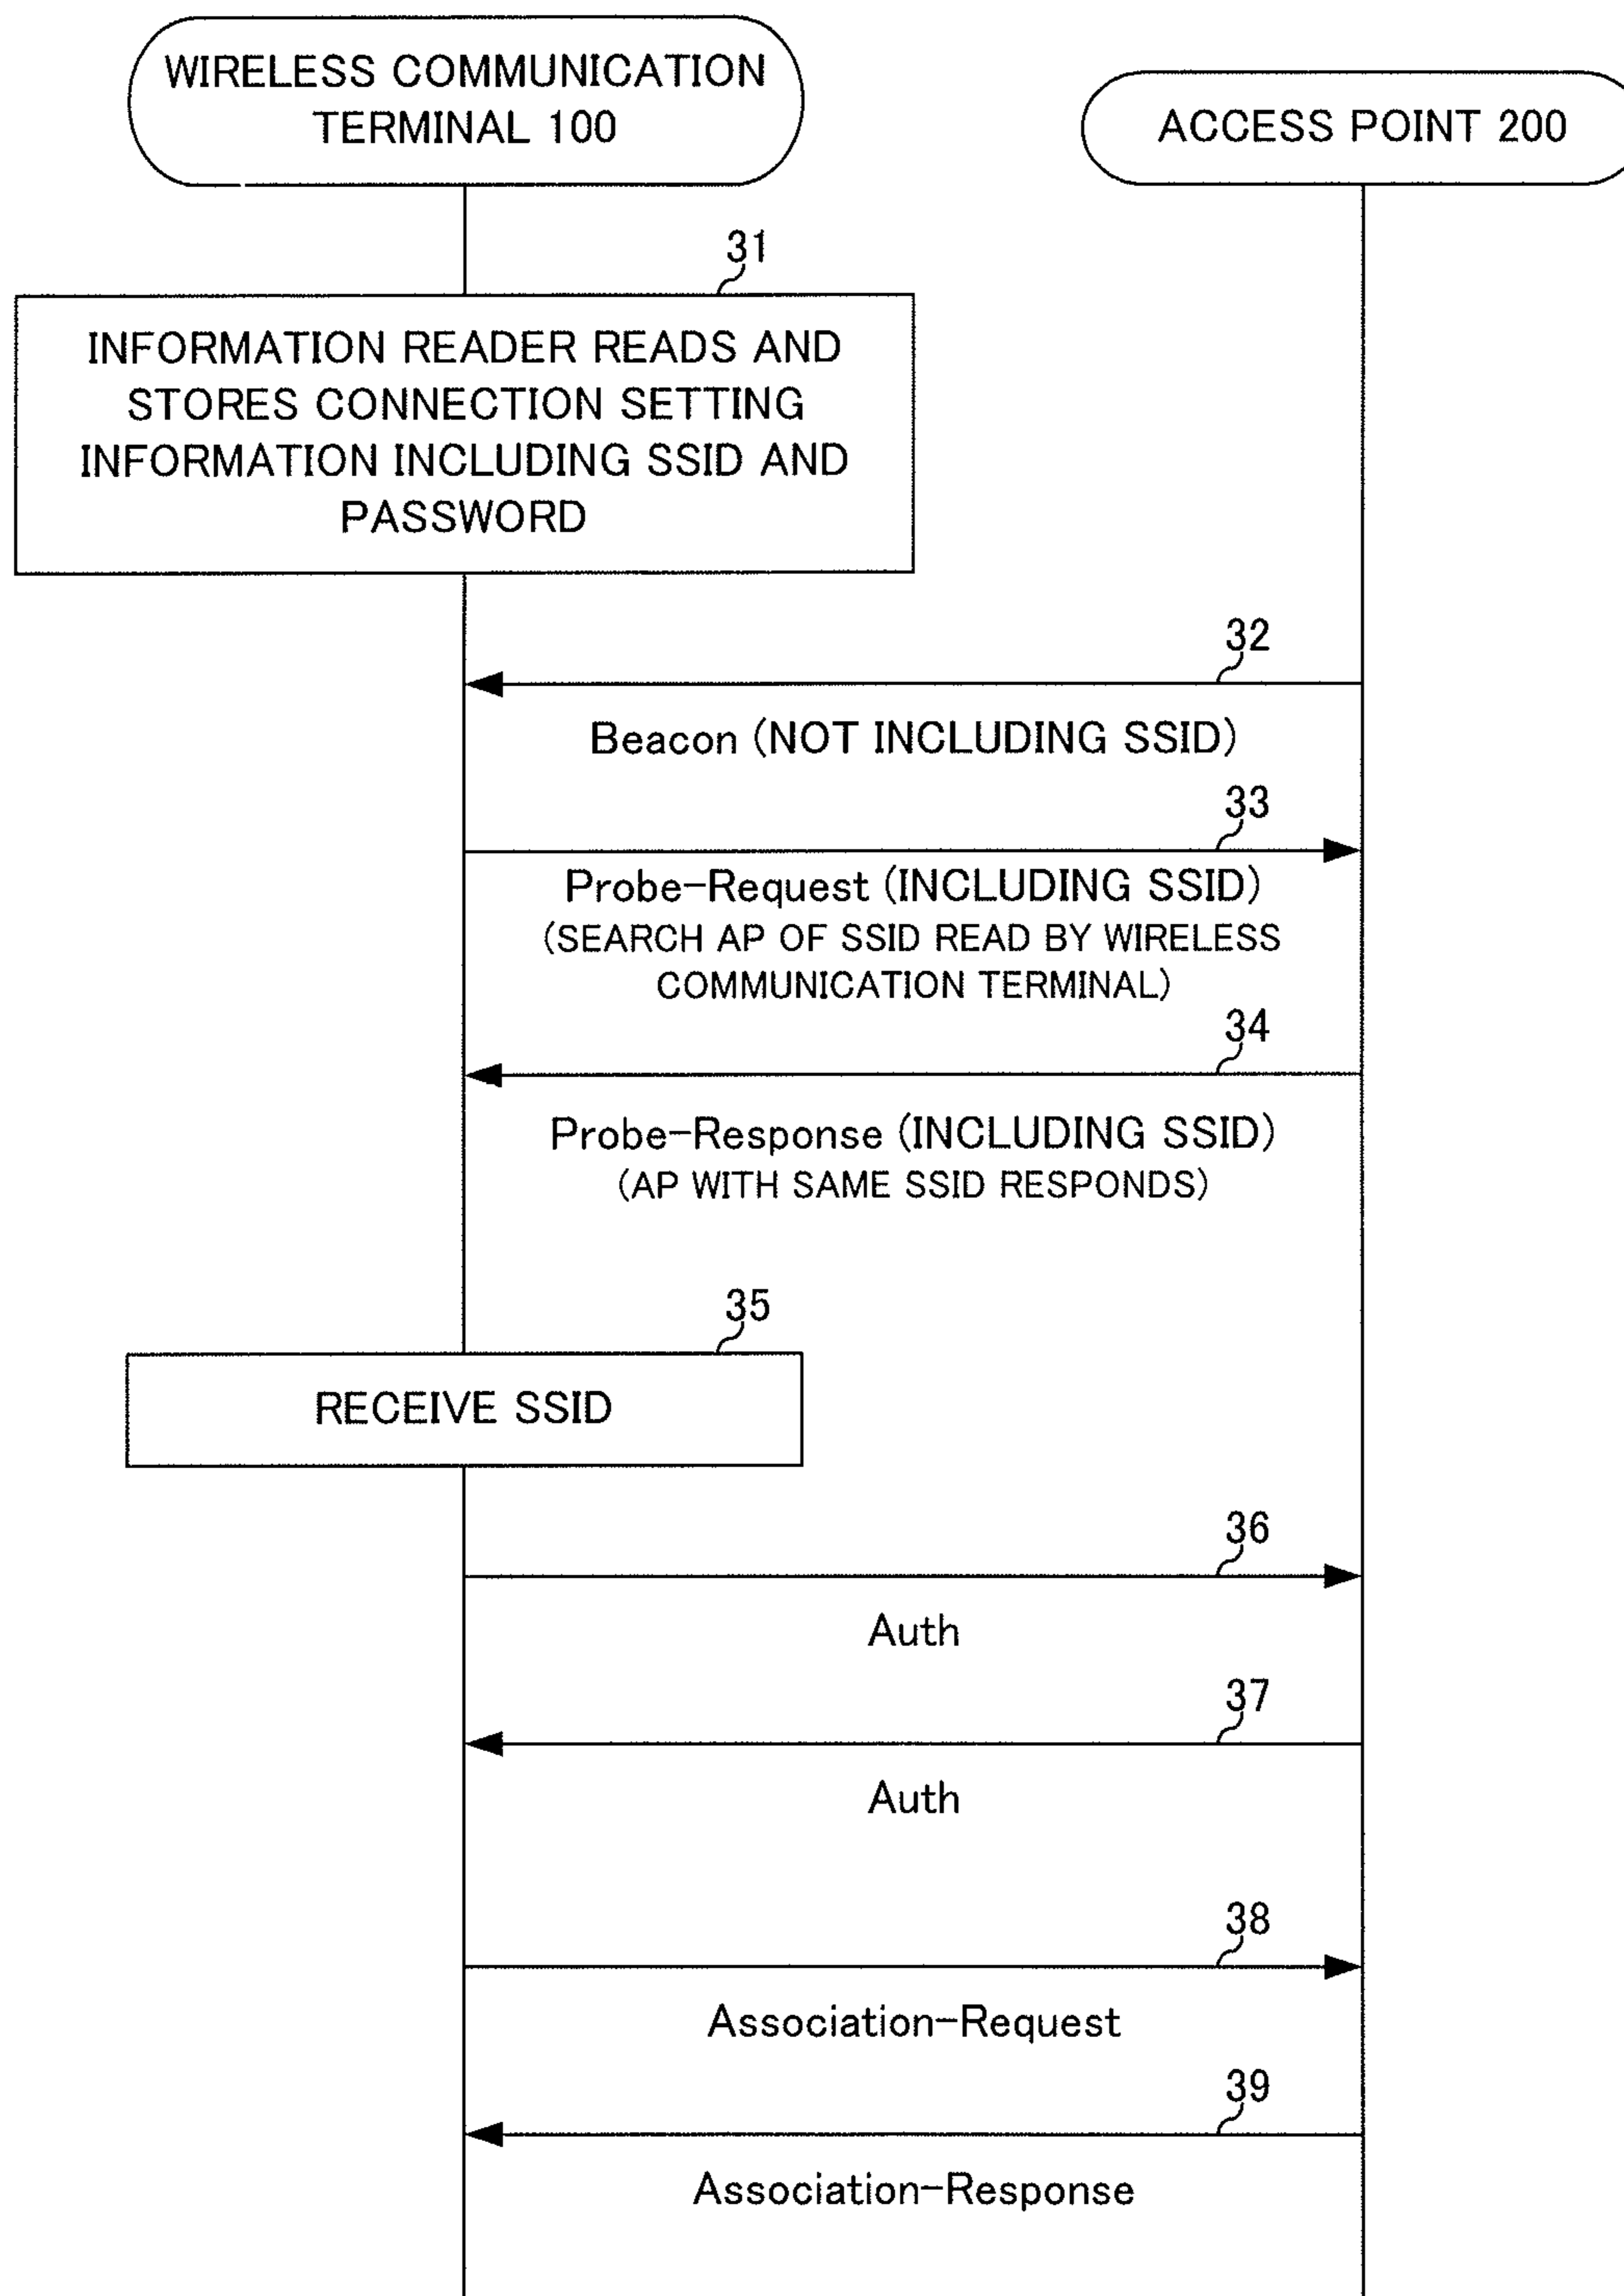 WIRELESS COMMUNICATION
TERMINAL 100
ACCESS POINT 200
31
INFORMATION READER READS AND
STORES CONNECTION SETTING
INFORMATION INCLUDING SSID AND
PASSWORD
32
Beacon (NOT INCLUDING SSID)
33
Probe-Request (INCLUDING SSID)
(SEARCH AP OF SSID READ BY WIRELESS
COMMUNICATION TERMINAL)
34
Probe-Response (INCLUDING SSID)
(AP WITH SAME SSID RESPONDS)
35
RECEIVE SSID
36
Auth
37
Auth
38
Association-Request
39
Association-Response